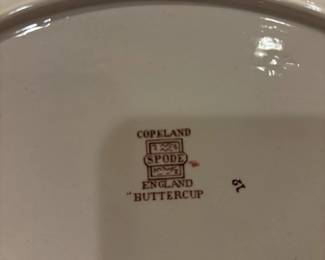 COPELAND
SPODE
ENGLAND
"BUTTERCUP